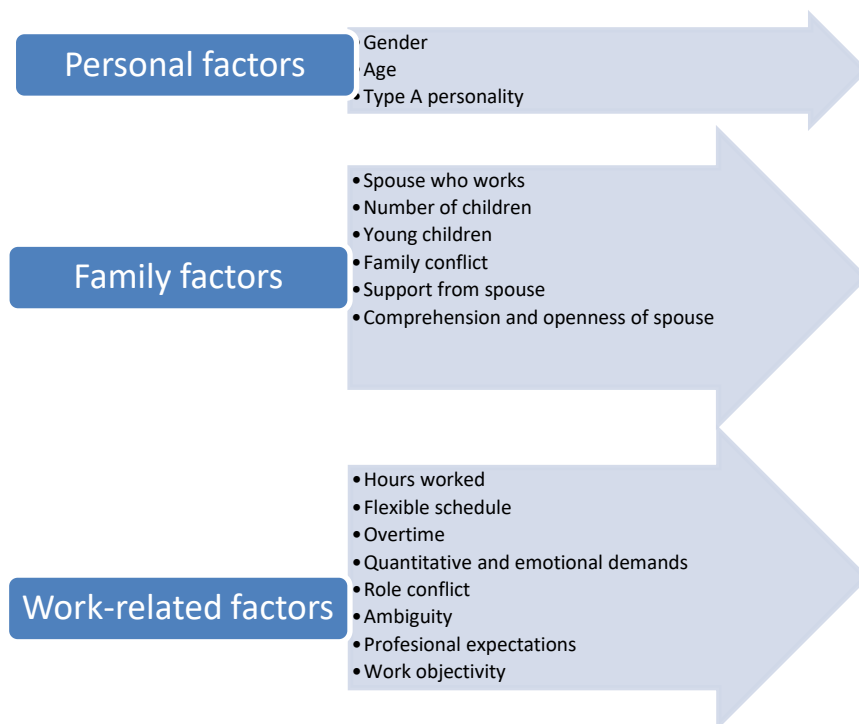 Personal factors
•Gender
•Age
•Type A personality
Family factors
•Spouse who works
•Number of children
•Young children
•Family conflict
•Support from spouse
•Comprehension and openness of spouse
Work-related factors
•Hours worked
•Flexible schedule
•Overtime
•Quantitative and emotional demands
•Role conflict
•Ambiguity
•Profesional expectations
•Work objectivity